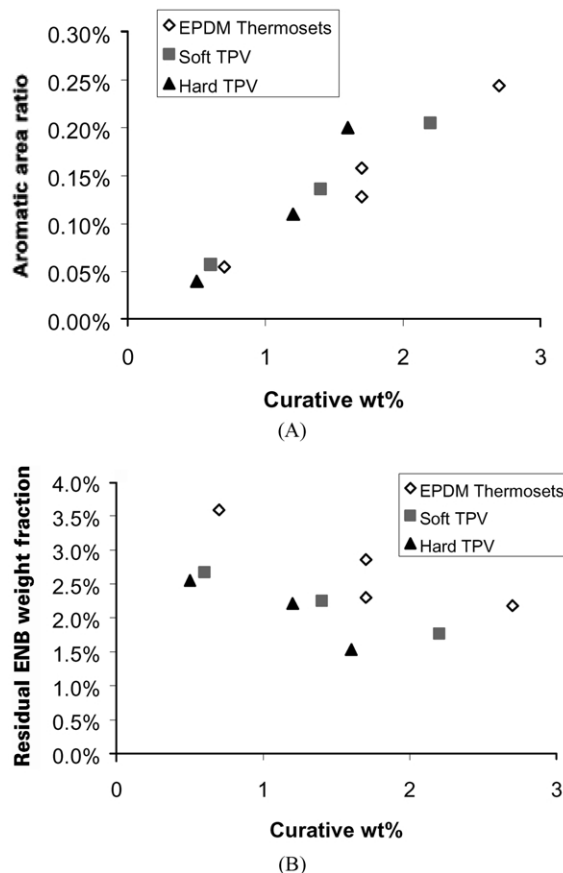 0.30%
0.25%
0.20%
0.15%
0.10%
0.05%
0.00%
Aromatic area ratio
EPDM Thermosets
Soft TPV
Hard TPV
0 1 2 3
Curative wt%
(A)
4.0%
3.5%
3.0%
2.5%
2.0%
1.5%
1.0%
0.5%
0.0%
Residual ENB weight fraction
EPDM Thermosets
Soft TPV
Hard TPV
0 1 2 3
Curative wt%
(B)